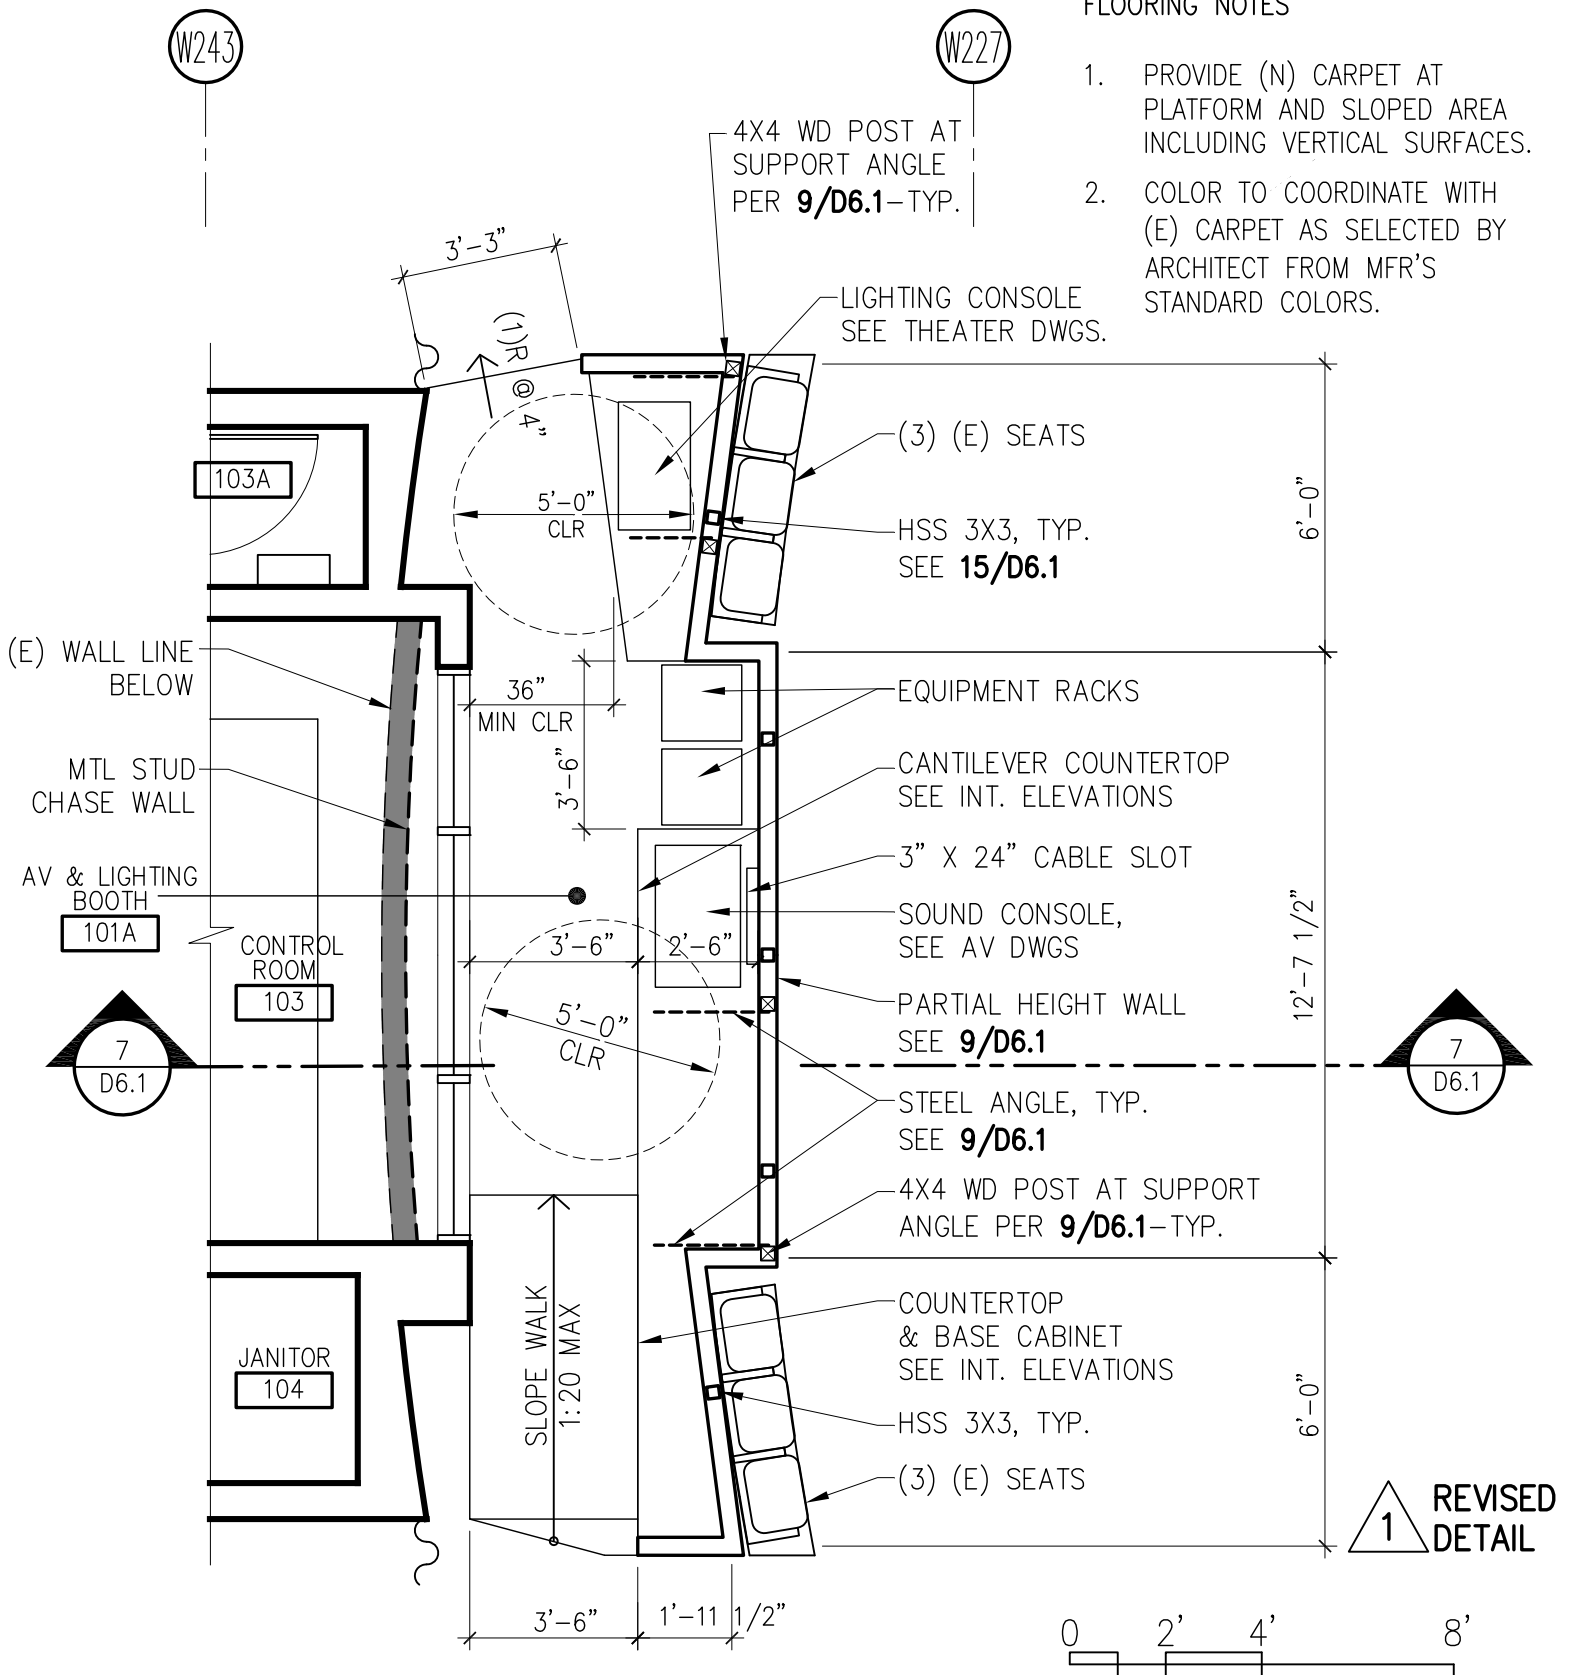 W243
W227
FLOORING NOTES
1. PROVIDE (N) CARPET AT
PLATFORM AND SLOPED AREA
INCLUDING VERTICAL SURFACES.
2. COLOR TO COORDINATE WITH
(E) CARPET AS SELECTED BY
ARCHITECT FROM MFR'S
STANDARD COLORS.
4X4 WD POST AT
SUPPORT ANGLE
PER 9/D6.1-TYP.
3'-3"
LIGHTING CONSOLE
SEE THEATER DWGS.
(1)R @ 4"
(3) (E) SEATS
103A
5'-0"
CLR
6'-0"
HSS 3X3, TYP.
SEE 15/D6.1
(E) WALL LINE
BELOW
36"
MIN CLR
EQUIPMENT RACKS
3'-6"
MTL STUD
CHASE WALL
CANTILEVER COUNTERTOP
SEE INT. ELEVATIONS
3" X 24" CABLE SLOT
AV & LIGHTING
BOOTH
101A
SOUND CONSOLE,
SEE AV DWGS
12'-7 1/2"
CONTROL
ROOM
103
3'-6"
2'-6"
PARTIAL HEIGHT WALL
SEE 9/D6.1
5'-0"
CLR
7
D6.1
7
D6.1
STEEL ANGLE, TYP.
SEE 9/D6.1
4X4 WD POST AT SUPPORT
ANGLE PER 9/D6.1-TYP.
SLOPE WALK
1:20 MAX
COUNTERTOP
& BASE CABINET
SEE INT. ELEVATIONS
JANITOR
104
6'-0"
HSS 3X3, TYP.
(3) (E) SEATS
1
REVISED
DETAIL
3'-6"
1'-11 1/2"
0 2' 4' 8'